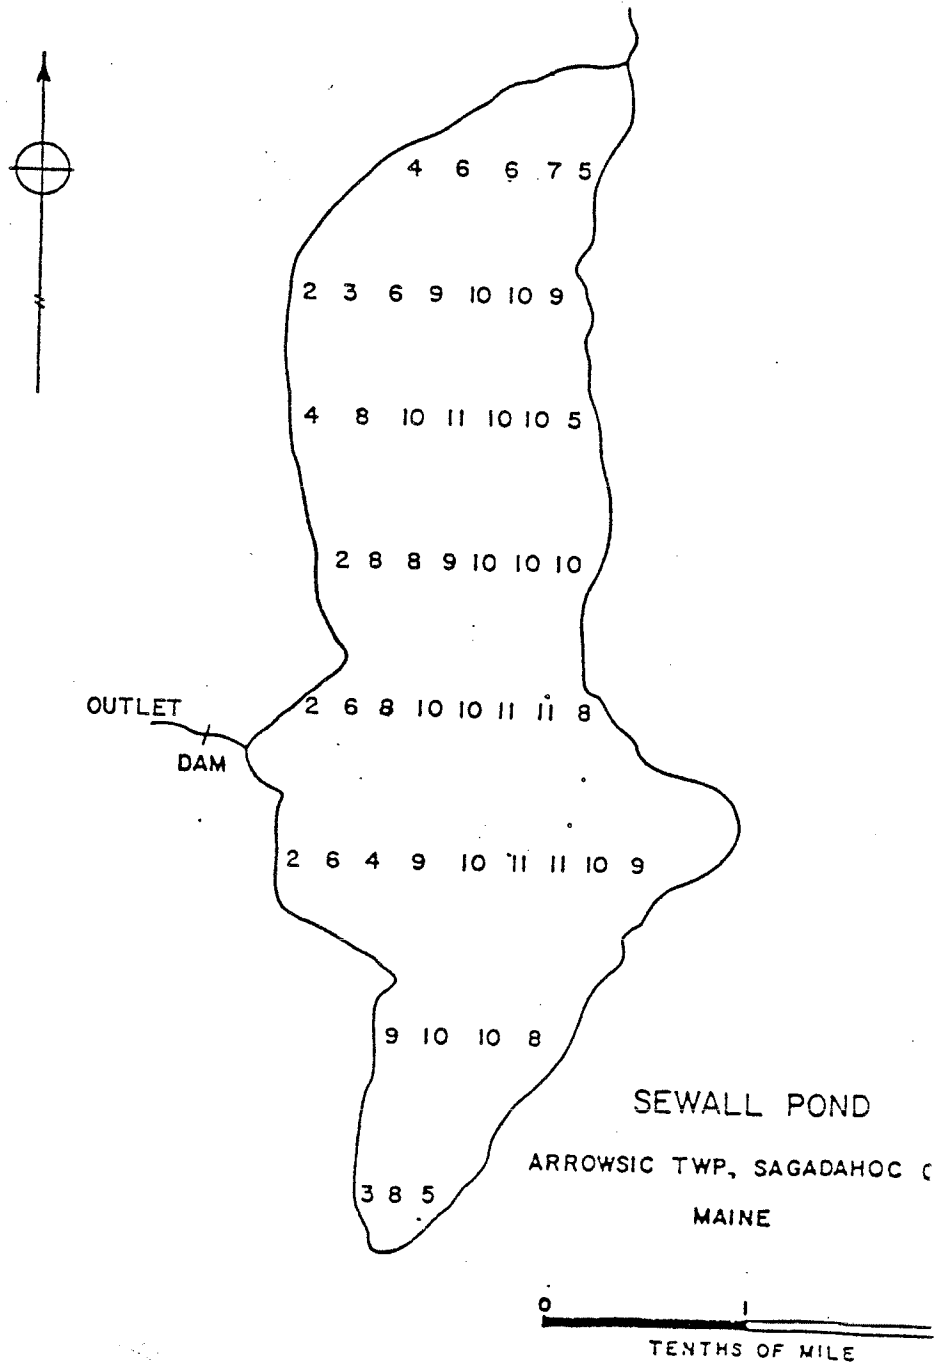 4 6 6 7 5
2 3 6 9 10 10 9
4 8 10 11 10 10 5
2 8 8 9 10 10 10
OUTLET
2 6 8 10 10 11 11 8
DAM
2 6 4 9 10 11 11 10 9
9 10 10 8
SEWALL POND
ARROWSIC TWP, SAGADAHOC C
MAINE
3 8 5
0 1
TENTHS OF MILE